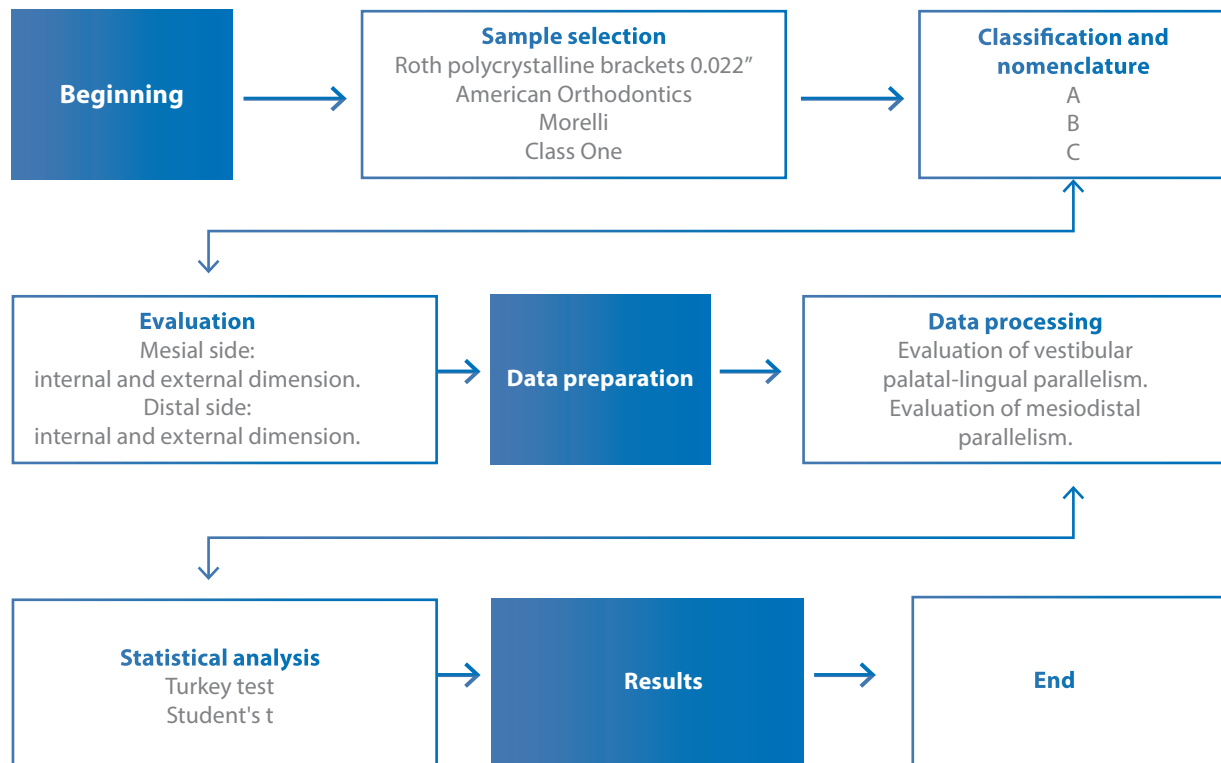 Beginning
Sample selection
Roth polycrystalline brackets 0.022”
American Orthodontics
Morelli
Class One
Classification and
nomenclature
A
B
C
Evaluation
Mesial side:
internal and external dimension.
Distal side:
internal and external dimension.
Data preparation
Data processing
Evaluation of vestibular
palatal-lingual parallelism.
Evaluation of mesiodistal
parallelism.
Statistical analysis
Turkey test
Student's t
Results
End